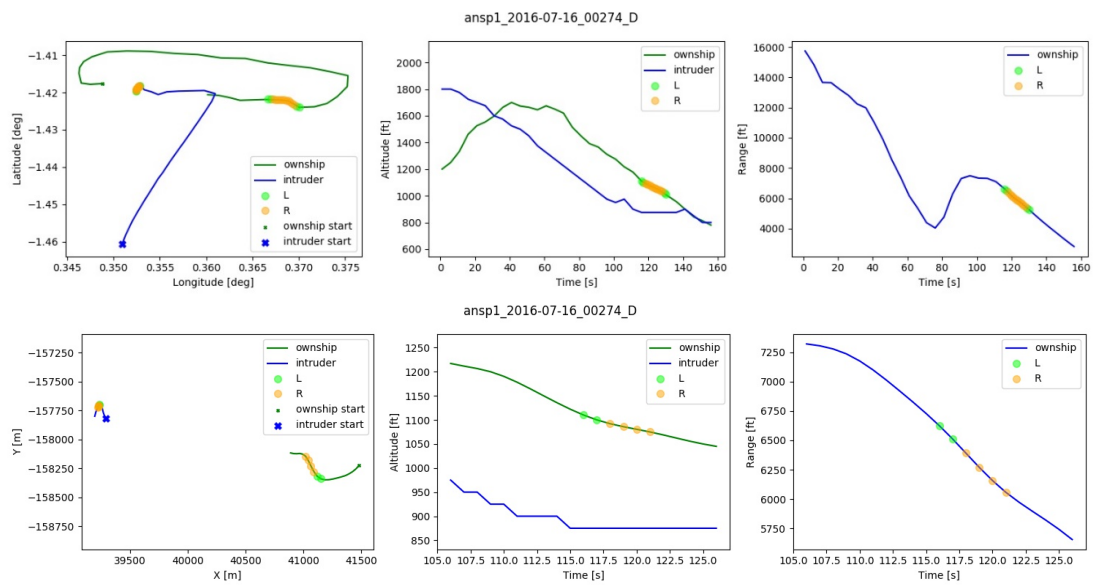 ansp1_2016-07-16_00274_D
−1.41
−1.42
−1.43
−1.44
−1.45
−1.46
Latitude [deg]
0.345
0.350
0.355
0.360
0.365
0.370
0.375
Longitude [deg]
ownship
intruder
L
R
ownship start
intruder start
2000
1800
1600
1400
1200
1000
800
600
Altitude [ft]
0
20
40
60
80
100
120
140
160
Time [s]
ownship
intruder
L
R
16000
14000
12000
10000
8000
6000
4000
Range [ft]
0
20
40
60
80
100
120
140
160
Time [s]
ownship
L
R
ansp1_2016-07-16_00274_D
−157250
−157500
−157750
−158000
−158250
−158500
−158750
Y [m]
39500
40000
40500
41000
41500
X [m]
ownship
intruder
L
R
ownship start
intruder start
1250
1200
1150
1100
1050
1000
950
900
850
Altitude [ft]
105.0
107.5
110.0
112.5
115.0
117.5
120.0
122.5
125.0
Time [s]
ownship
intruder
L
R
7250
7000
6750
6500
6250
6000
5750
Range [ft]
105.0
107.5
110.0
112.5
115.0
117.5
120.0
122.5
125.0
Time [s]
ownship
L
R